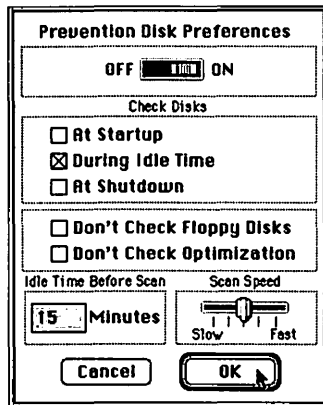 Prevention Disk Preferences
OFF ON
Check Disks
At Startup
During Idle Time
At Shutdown
Don't Check Floppy Disks
Don't Check Optimization
Idle Time Before Scan Scan Speed
15 Minutes
Slow Fast
Cancel OK